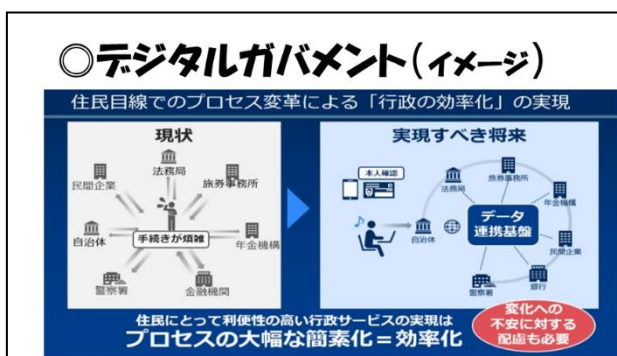 ◎デジタルガバメント(イメージ)
住民目線でのプロセス変革による「行政の効率化」の実現
現状
法務局
民間企業
旅券事務所
自治体
手続きが煩雑
年金機構
警察署
金融機関
実現すべき将来
本人確認
法務局
旅券事務所
年金機構
自治体
データ
連携基盤
民間企業
警察署
銀行
住民にとって利便性の高い行政サービスの実現は
プロセスの大幅な簡素化=効率化
変化への
不安に対する
配慮も必要